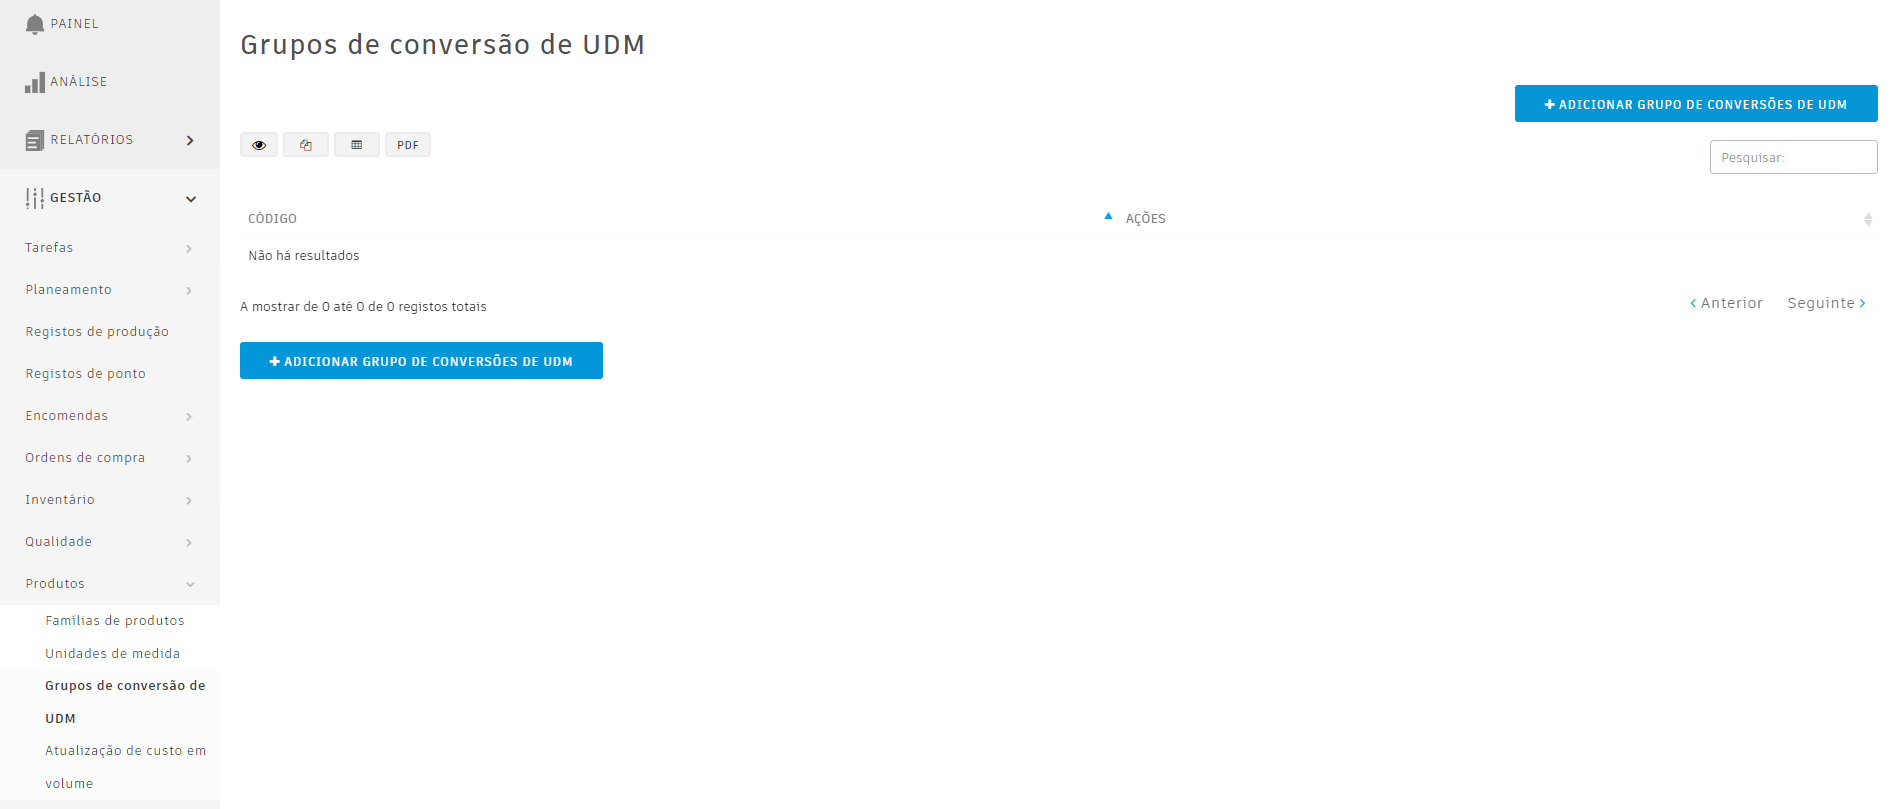 PAINEL
ANÁLISE
RELATÓRIOS
GESTÃO
Tarefas
Planeamento
Registos de produção
Registos de ponto
Encomendas
Ordens de compra
Inventário
Qualidade
Produtos
Famílias de produtos
Unidades de medida
Grupos de conversão de
UDM
Atualização de custo em
volume
Grupos de conversão de UDM
ADICIONAR GRUPO DE CONVERSÕES DE UDM
PDF
Pesquisar:
CÓDIGO AÇÕES
Não há resultados
A mostrar de 0 até 0 de 0 registos totais
Anterior Seguinte
ADICIONAR GRUPO DE CONVERSÕES DE UDM